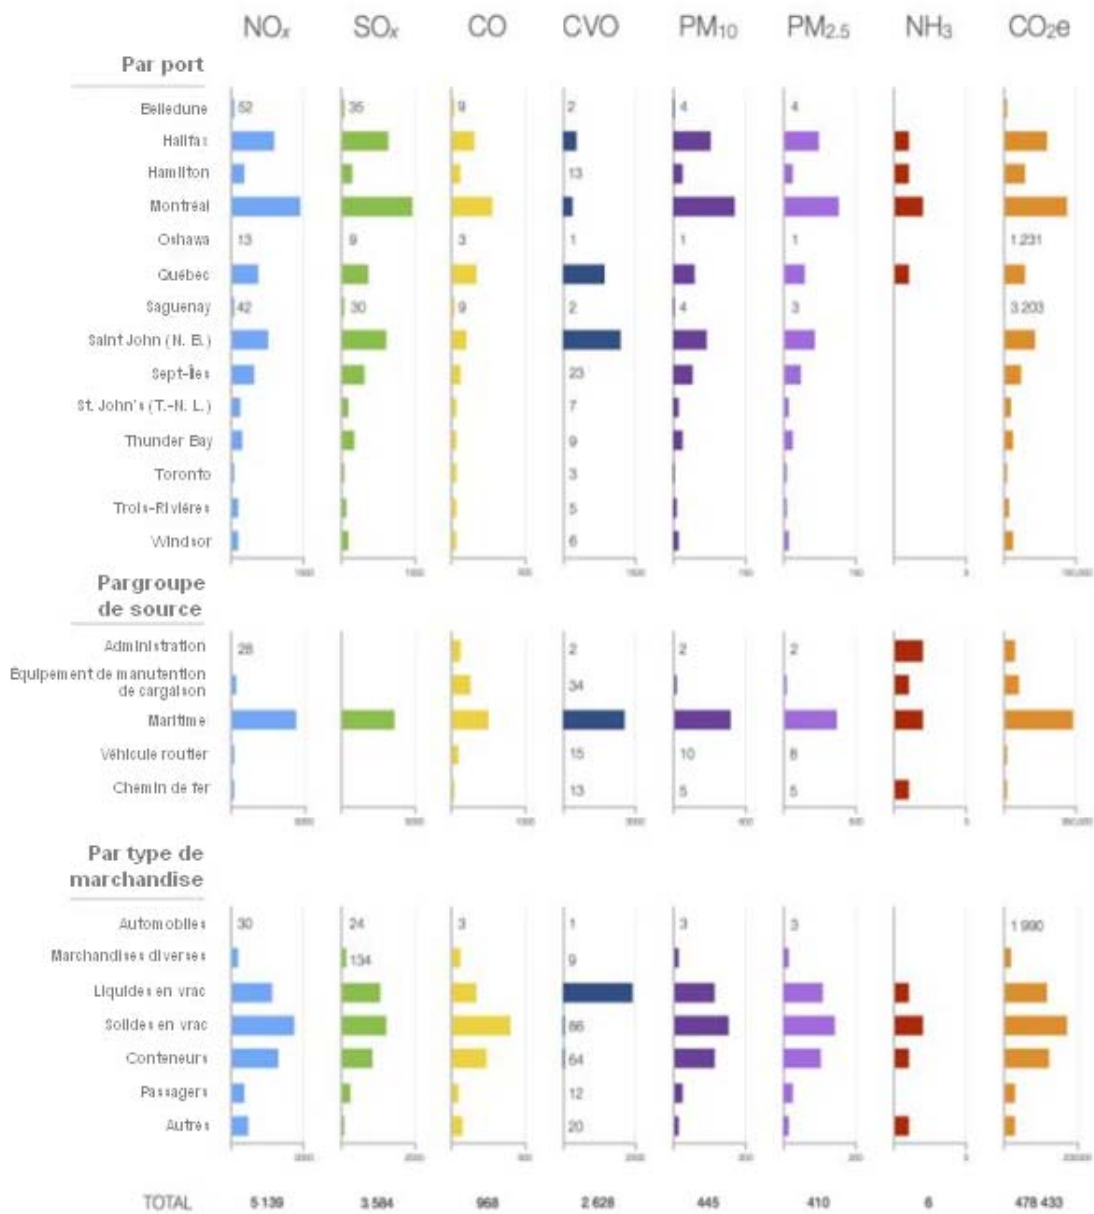 NOx SOx CO CVO PM10 PM2.5 NH3 CO2e
Par port
Belledune 52 35 9 2 4 4
Halifax
Hamilton 13
Montréal
Oshawa 13 9 3 1 1 1 1 231
Québec
Saguenay 42 30 9 2 4 3 3 203
Saint John (N. B.)
Sept-Îles 23
St. John's (T.-N. L.) 7
Thunder Bay 9
Toronto 3
Trois-Rivières 5
Windsor 6
Pargroupe
de source
Administration 28 2 2 2
Équipement de manutention
de cargaison 34
Maritime
Véhicule routier 15 10 8
Chemin de fer 13 5 5
Par type de
marchandise
Automobiles 30 24 3 1 3 3 1 990
Marchandises diverses 134 9
Liquides en vrac
Solides en vrac 66
Conteneurs 64
Passagers 12
Autres 20
TOTAL 5 139 3 584 968 2 628 445 410 6 478 433